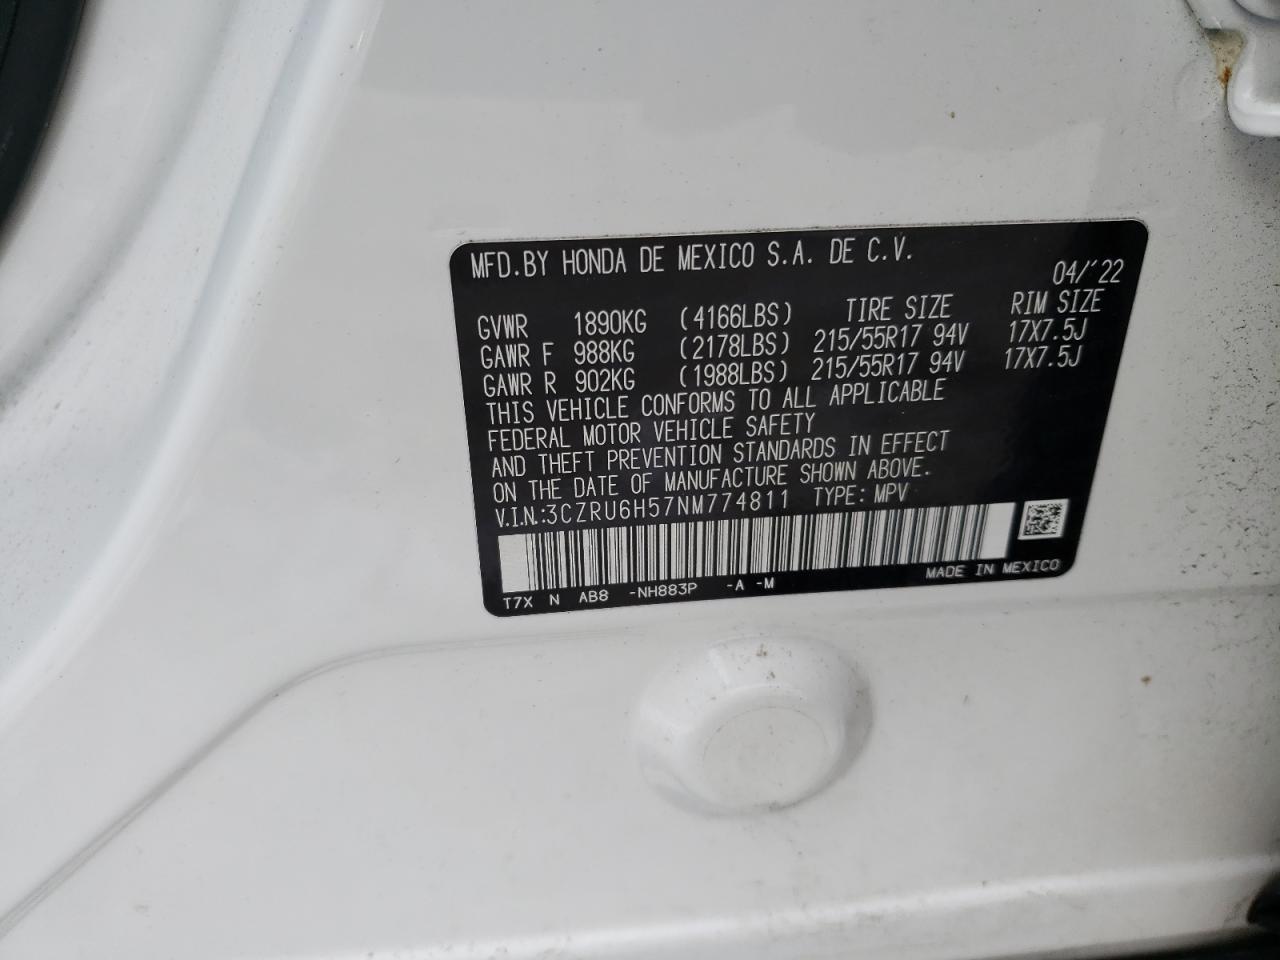 MFD.BY HONDA DE MEXICO S.A. DE C.V.
04/'22
GVWR 1890KG (4166LBS) TIRE SIZE RIM SIZE
GAWR F 988KG (2178LBS) 215/55R17 94V 17X7.5J
GAWR R 902KG (1988LBS) 215/55R17 94V 17X7.5J
THIS VEHICLE CONFORMS TO ALL APPLICABLE
FEDERAL MOTOR VEHICLE SAFETY
AND THEFT PREVENTION STANDARDS IN EFFECT
ON THE DATE OF MANUFACTURE SHOWN ABOVE.
V.I.N.:3CZRU6H57NM774811 TYPE: MPV
T7X N AB8 -NH883P -A -M MADE IN MEXICO